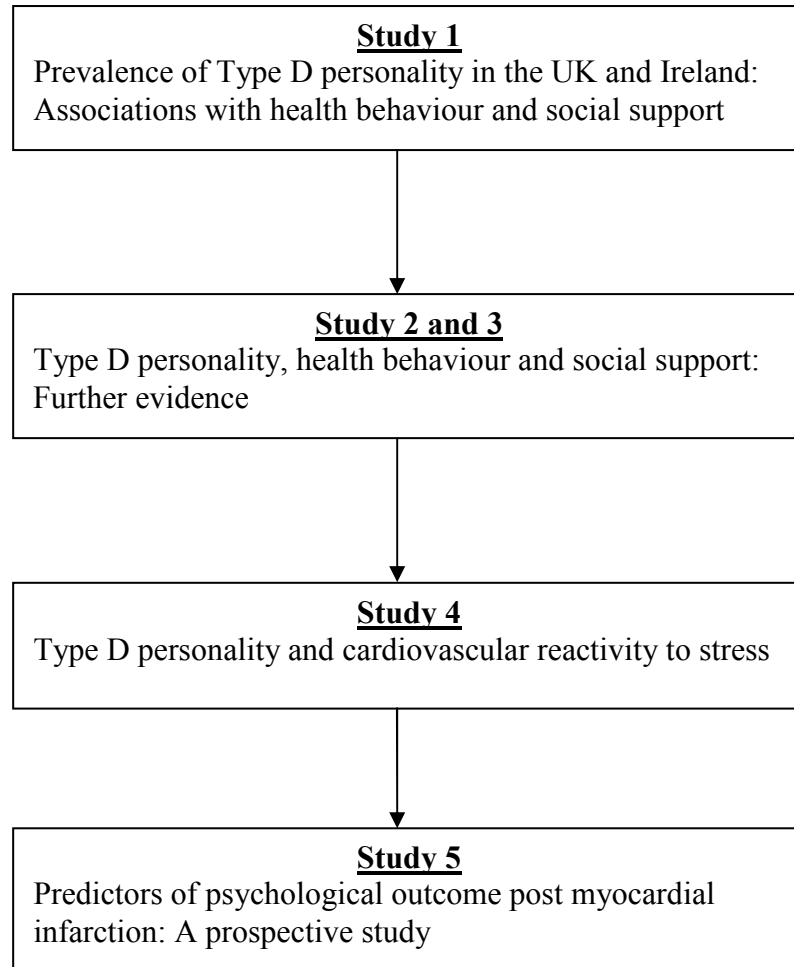 Study 1
Prevalence of Type D personality in the UK and Ireland:
Associations with health behaviour and social support
Study 2 and 3
Type D personality, health behaviour and social support:
Further evidence
Study 4
Type D personality and cardiovascular reactivity to stress
Study 5
Predictors of psychological outcome post myocardial
infarction: A prospective study